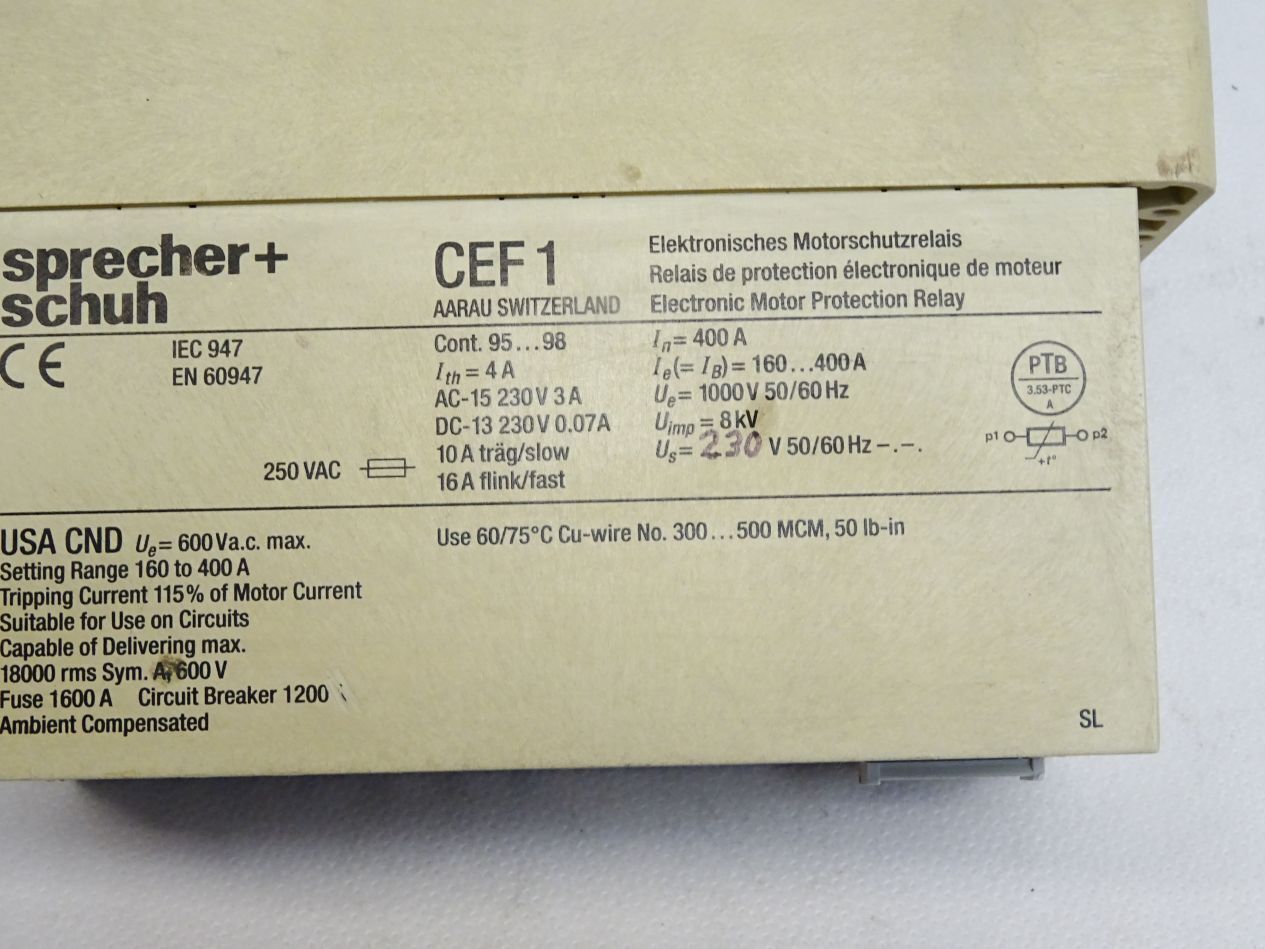 sprecher+
schuh
CEF 1
AARAU SWITZERLAND
Elektronisches Motorschutzrelais
Relais de protection électronique de moteur
Electronic Motor Protection Relay
CE
IEC 947
EN 60947
250 VAC
Cont. 95...98
Ith = 4 A
AC-15 230 V 3 A
DC-13 230 V 0.07A
10 A träg/slow
16 A flink/fast
In = 400 A
Ie(= IB) = 160...400 A
Ue = 1000 V 50/60 Hz
Uimp = 8 kV
Us = 230 V 50/60 Hz –.–.
PTB
3.53-PTC
A
p1 p2
+t°
USA CND Ue = 600 Va.c. max.
Setting Range 160 to 400 A
Tripping Current 115% of Motor Current
Suitable for Use on Circuits
Capable of Delivering max.
18000 rms Sym. A, 600 V
Fuse 1600 A Circuit Breaker 1200
Ambient Compensated
Use 60/75°C Cu-wire No. 300...500 MCM, 50 lb-in
SL